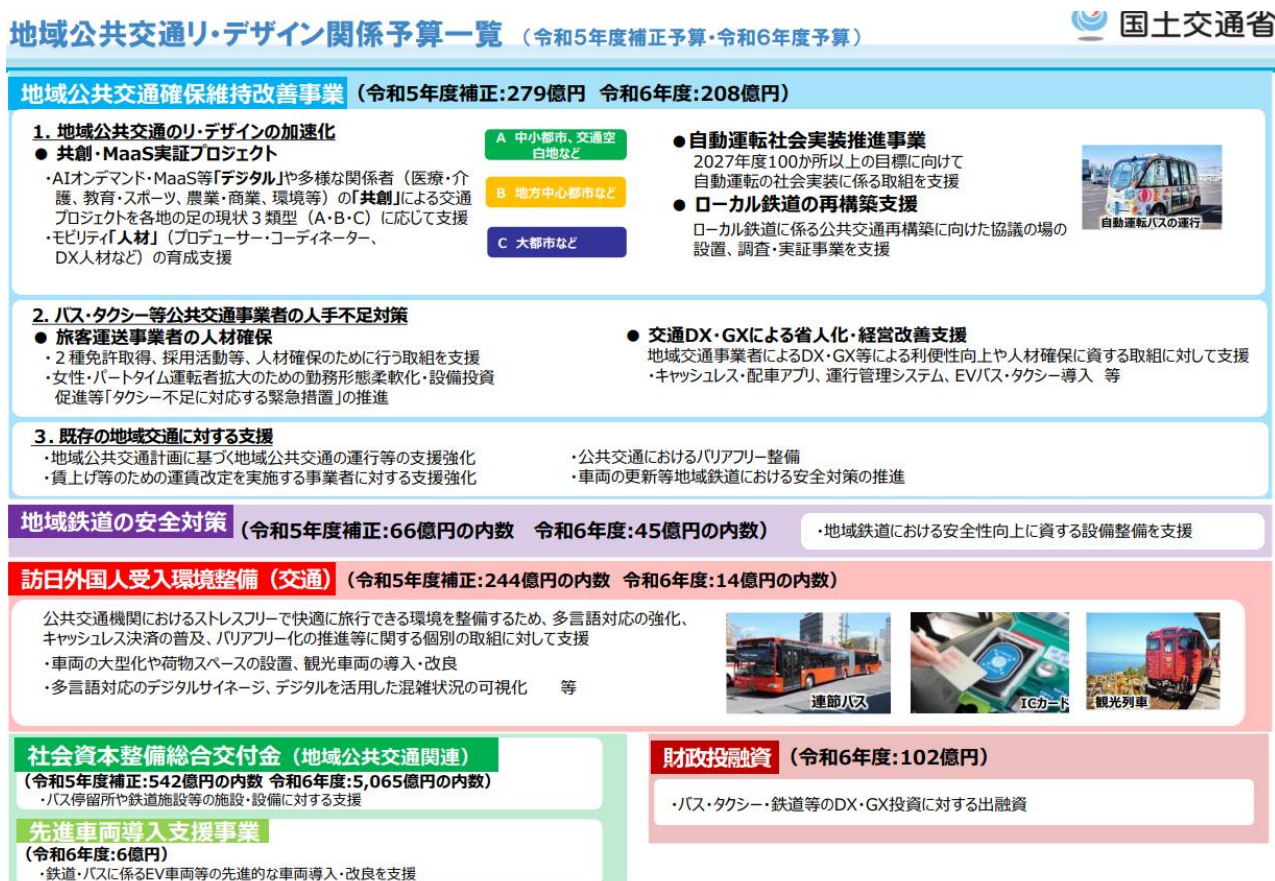 地域公共交通リ・デザイン関係予算一覧 (令和5年度補正予算・令和6年度予算)
国土交通省
地域公共交通確保維持改善事業 (令和5年度補正:279億円 令和6年度:208億円)
1. 地域公共交通のリ・デザインの加速化
● 共創・MaaS実証プロジェクト
・AIオンデマンド・MaaS等「デジタル」や多様な関係者（医療・介
護、教育・スポーツ、農業・商業、環境等）の「共創」による交通
プロジェクトを各地の足の現状３類型（A・B・C）に応じて支援
・モビリティ「人材」（プロデューサー・コーディネーター、
DX人材など）の育成支援
A 中小都市、交通空
白地など
B 地方中心都市など
C 大都市など
●自動運転社会実装推進事業
2027年度100か所以上の目標に向けて
自動運転の社会実装に係る取組を支援
● ローカル鉄道の再構築支援
ローカル鉄道に係る公共交通再構築に向けた協議の場の
設置、調査・実証事業を支援
自動運転バスの運行
2. バス・タクシー等公共交通事業者の人手不足対策
● 旅客運送事業者の人材確保
・２種免許取得、採用活動等、人材確保のために行う取組を支援
・女性・パートタイム運転者拡大のための勤務形態柔軟化・設備投資
促進等「タクシー不足に対応する緊急措置」の推進
● 交通DX・GXによる省人化・経営改善支援
地域交通事業者によるDX・GX等による利便性向上や人材確保に資する取組に対して支援
・キャッシュレス・配車アプリ、運行管理システム、EVバス・タクシー導入 等
3. 既存の地域交通に対する支援
・地域公共交通計画に基づく地域公共交通の運行等の支援強化
・賃上げ等のための運賃改定を実施する事業者に対する支援強化
・公共交通におけるバリアフリー整備
・車両の更新等地域鉄道における安全対策の推進
地域鉄道の安全対策 (令和5年度補正:66億円の内数 令和6年度:45億円の内数)
・地域鉄道における安全性向上に資する設備整備を支援
訪日外国人受入環境整備（交通） (令和5年度補正:244億円の内数 令和6年度:14億円の内数)
公共交通機関におけるストレスフリーで快適に旅行できる環境を整備するため、多言語対応の強化、
キャッシュレス決済の普及、バリアフリー化の推進等に関する個別の取組に対して支援
・車両の大型化や荷物スペースの設置、観光車両の導入・改良
・多言語対応のデジタルサイネージ、デジタルを活用した混雑状況の可視化 等
連節バス
ICカード
観光列車
社会資本整備総合交付金（地域公共交通関連）
(令和5年度補正:542億円の内数 令和6年度:5,065億円の内数)
・バス停留所や鉄道施設等の施設・設備に対する支援
先進車両導入支援事業
(令和6年度:6億円)
・鉄道・バスに係るEV車両等の先進的な車両導入・改良を支援
財政投融資 (令和6年度:102億円)
・バス・タクシー・鉄道等のDX・GX投資に対する出融資